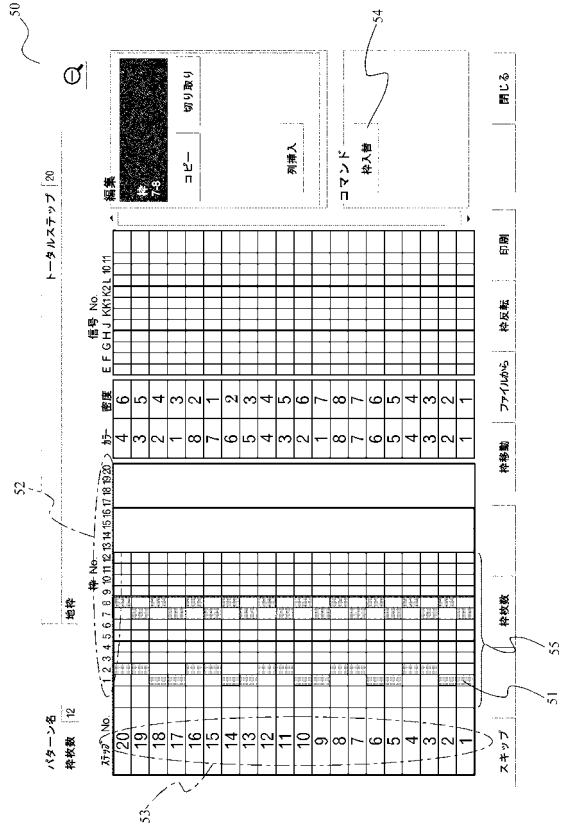 50
52
53
54
55
51
パターン名
枠枚数 12
地枠
トータルステップ 20
ステップ No.
枠 No.
1 2 3 4 5 6 7 8 9 10 11 12 13 14 15 16 17 18 19 20
カラー 密度
信号 No.
E F G H J K K1 K2 L 10 11
20 4 6
19 3 5
18 2 4
17 1 3
16 8 2
15 7 1
14 6 2
13 5 3
12 4 4
11 3 5
10 2 6
9 1 7
8 8 8
7 7 7
6 6 6
5 5 5
4 4 4
3 3 3
2 2 2
1 1 1
編集
枠
7-8
コピー 切り取り
列挿入
コマンド
枠入替
スキップ 枠枚数 枠移動 ファイルから 枠反転 印刷 閉じる